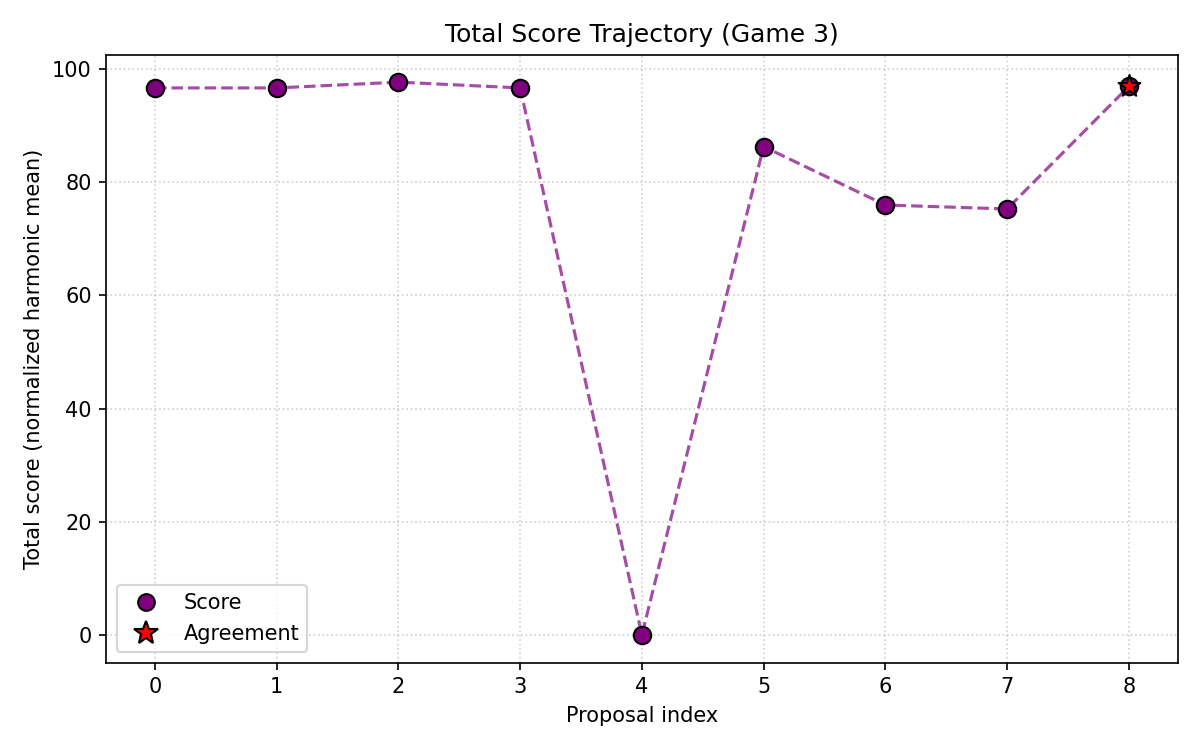 Total Score Trajectory (Game 3)
Total score (normalized harmonic mean)
100
80
60
40
20
0
Score
Agreement
0 1 2 3 4 5 6 7 8
Proposal index